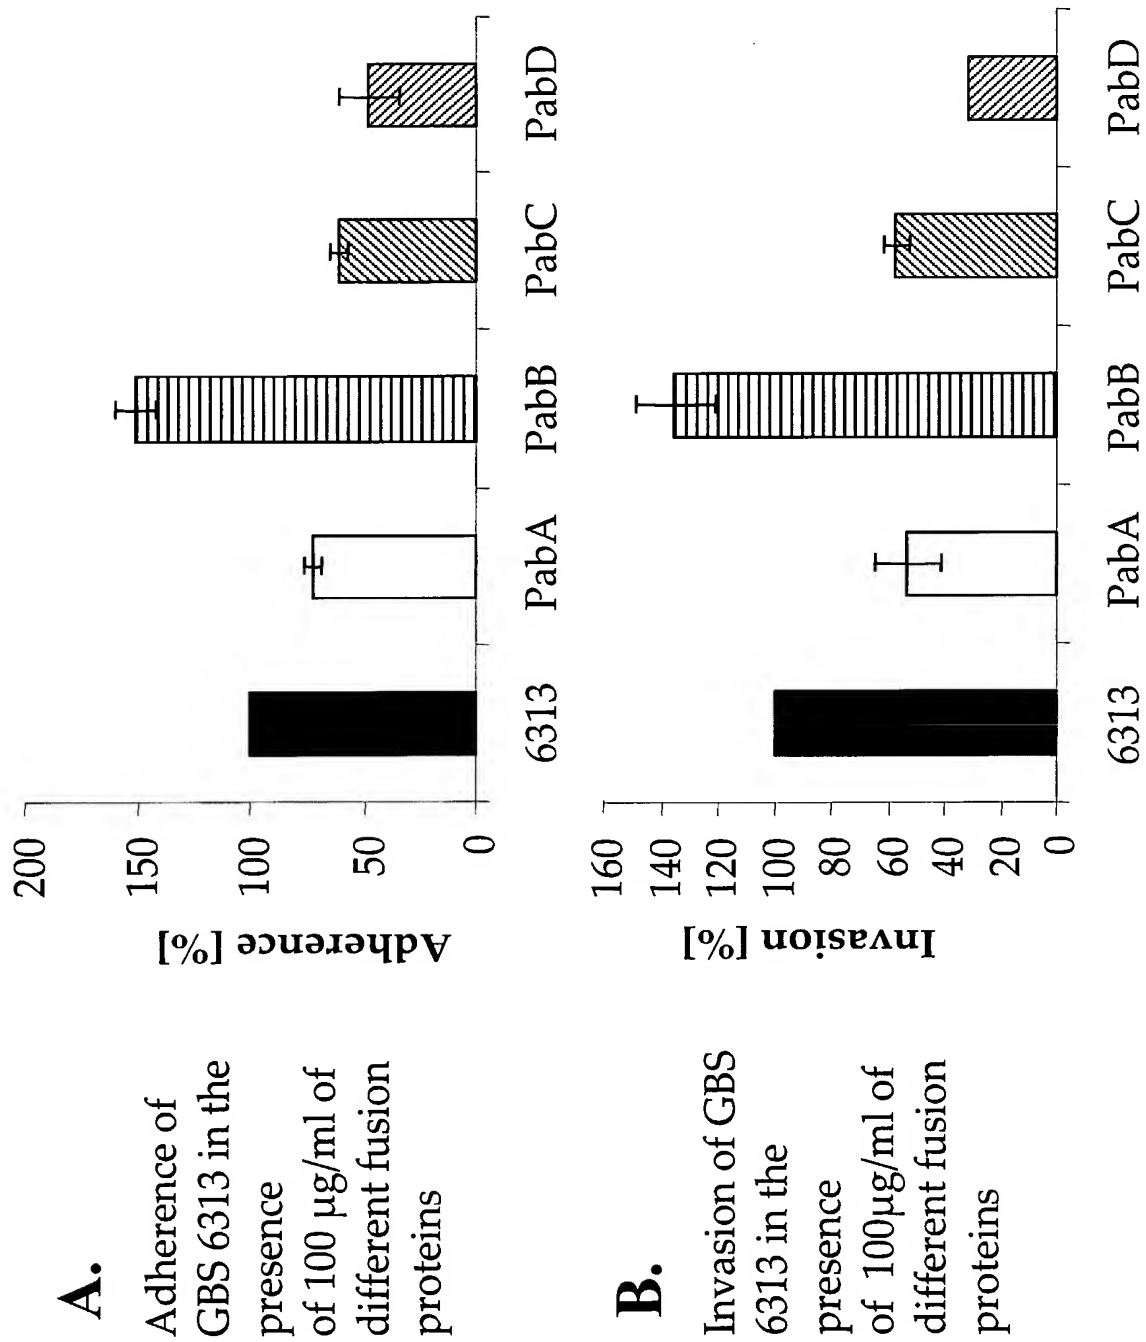 A.
Adherence of
GBS 6313 in the
presence
of 100 µg/ml of
different fusion
proteins
Adherence [%]
200
150
100
50
0
6313 PabA PabB PabC PabD
B.
Invasion of GBS
6313 in the
presence
of 100µg/ml of
different fusion
proteins
Invasion [%]
160
140
120
100
80
60
40
20
0
6313 PabA PabB PabC PabD